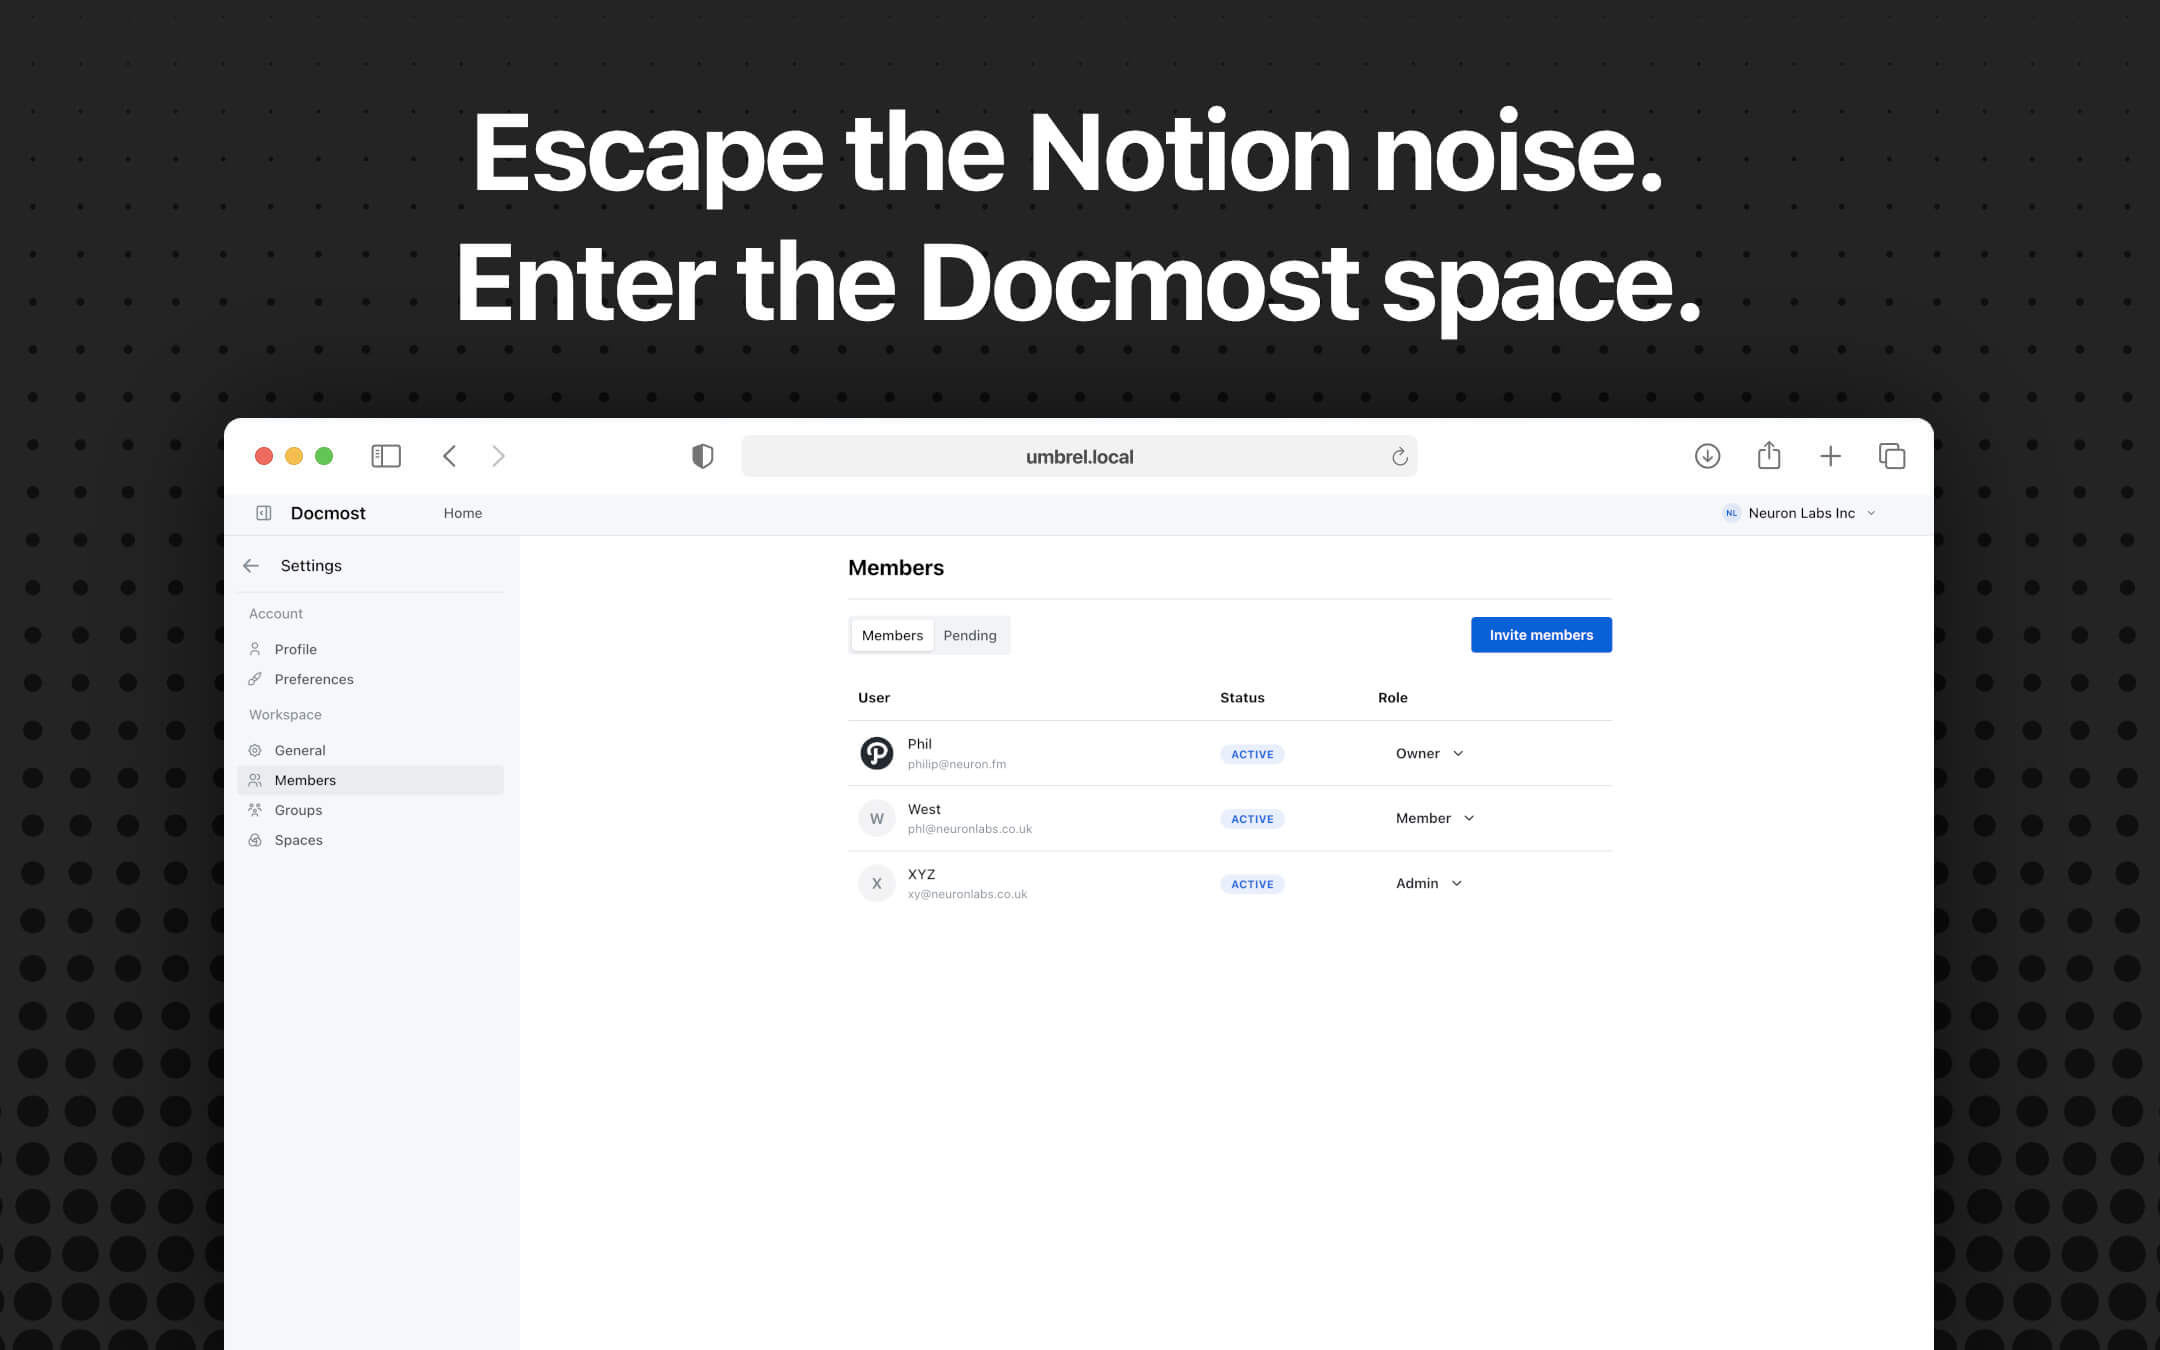 Escape the Notion noise.
Enter the Docmost space.
umbrel.local
Docmost
Home
NL Neuron Labs Inc
Settings
Account
Profile
Preferences
Workspace
General
Members
Groups
Spaces
Members
Members Pending
Invite members
User Status Role
Phil
philip@neuron.fm
ACTIVE
Owner
W
West
phl@neuronlabs.co.uk
ACTIVE
Member
X
XYZ
xy@neuronlabs.co.uk
ACTIVE
Admin